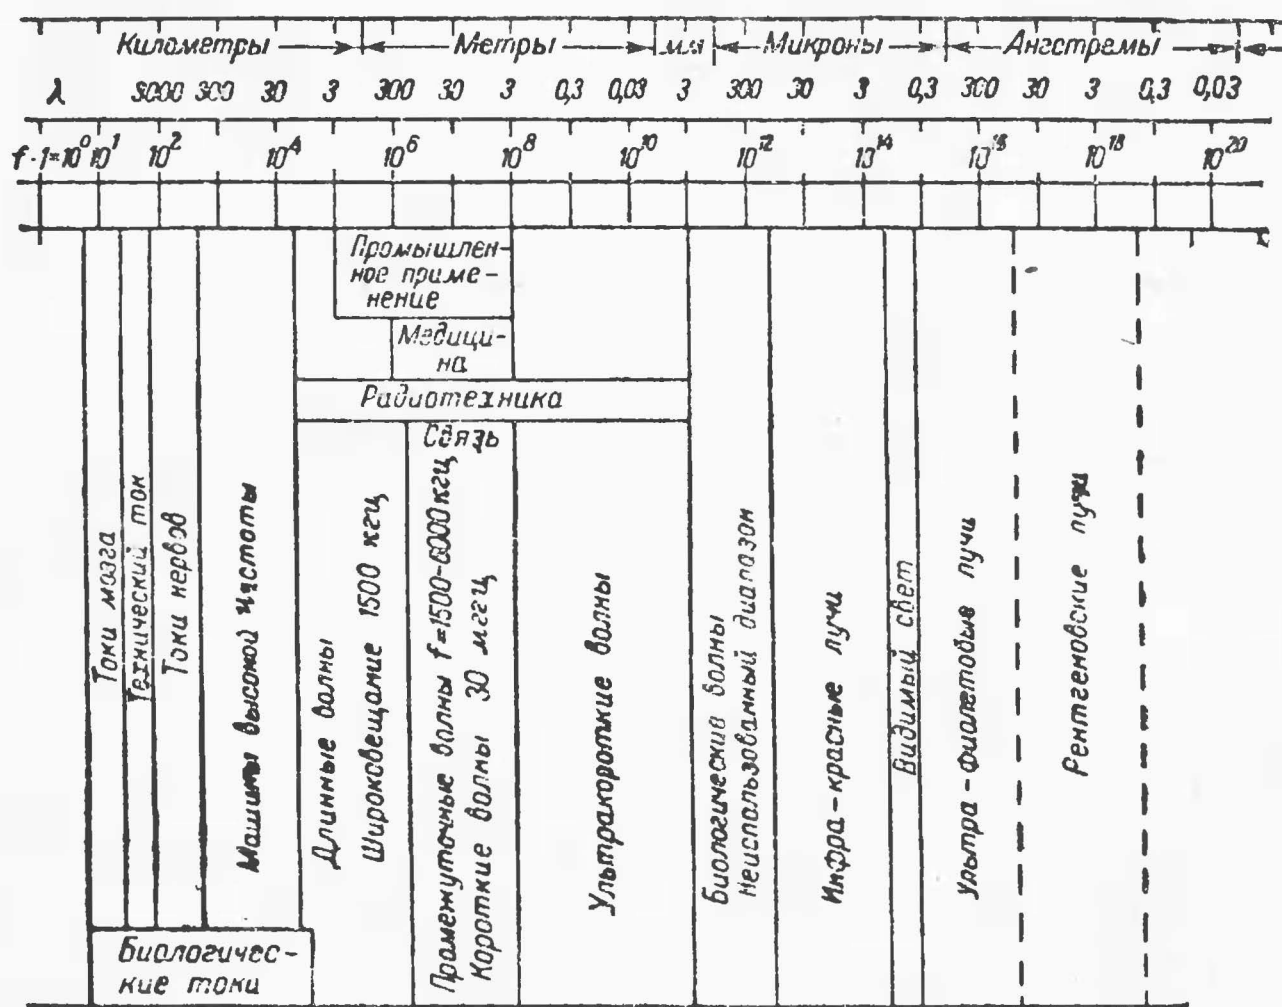 Километры Метры мм Микроны Ангстремы
λ 3000 300 30 3 300 30 3 0,3 0,03 3 300 30 3 0,3 300 30 3 0,3 0,03
f·1=10⁰ 10¹ 10² 10⁴ 10⁶ 10⁸ 10¹⁰ 10¹² 10¹⁴ 10¹⁶ 10¹⁸ 10²⁰
Промышлен-
ное приме-
нение
Медици-
на
Радиотехника
Связь
Токи мозга
Технический ток
Токи нервов
Машины высокой частоты
Длинные волны
Широковещание 1500 кгц
Промежуточные волны f=1500-6000 кгц
Короткие волны 30 мггц
Ультракороткие волны
Биологические волны
неиспользованный диапазон
Инфра-красные лучи
Видимый свет
Ультра-фиолетовые лучи
Рентгеновские лучи
Биологичес-
кие токи